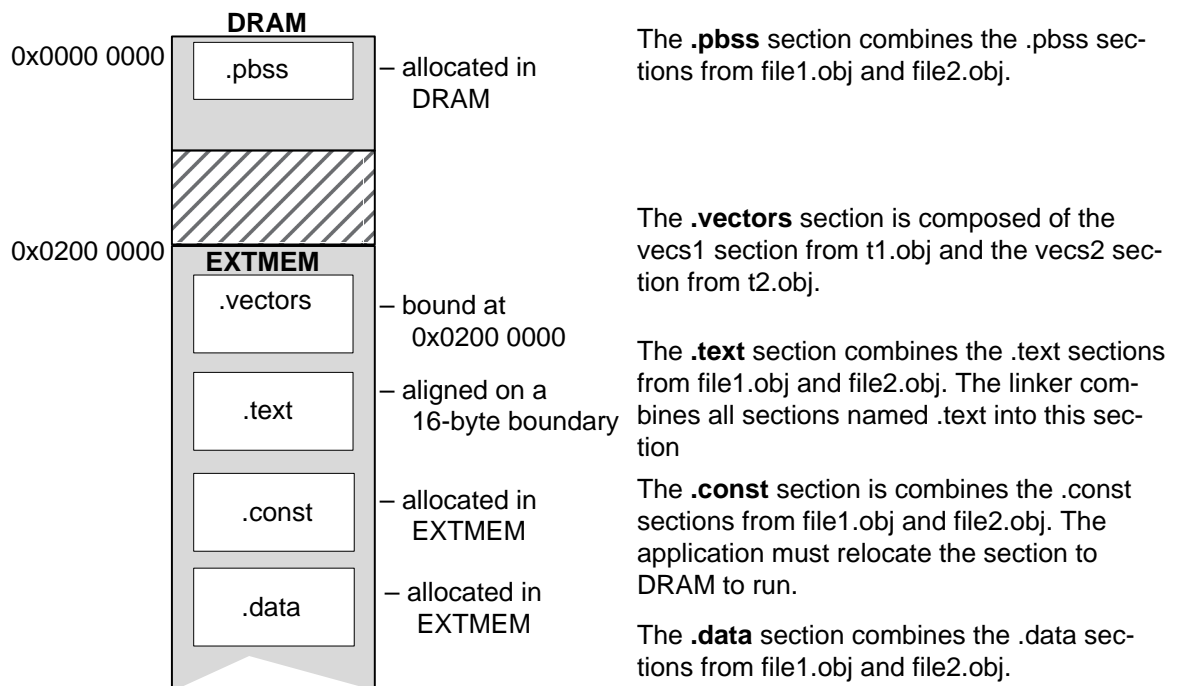 DRAM
0x0000 0000
.pbss
– allocated in
DRAM
The .pbss section combines the .pbss sec-
tions from file1.obj and file2.obj.
0x0200 0000
EXTMEM
.vectors
– bound at
0x0200 0000
The .vectors section is composed of the
vecs1 section from t1.obj and the vecs2 sec-
tion from t2.obj.
.text
– aligned on a
16-byte boundary
The .text section combines the .text sections
from file1.obj and file2.obj. The linker com-
bines all sections named .text into this sec-
tion
.const
– allocated in
EXTMEM
The .const section is combines the .const
sections from file1.obj and file2.obj. The
application must relocate the section to
DRAM to run.
.data
– allocated in
EXTMEM
The .data section combines the .data sec-
tions from file1.obj and file2.obj.